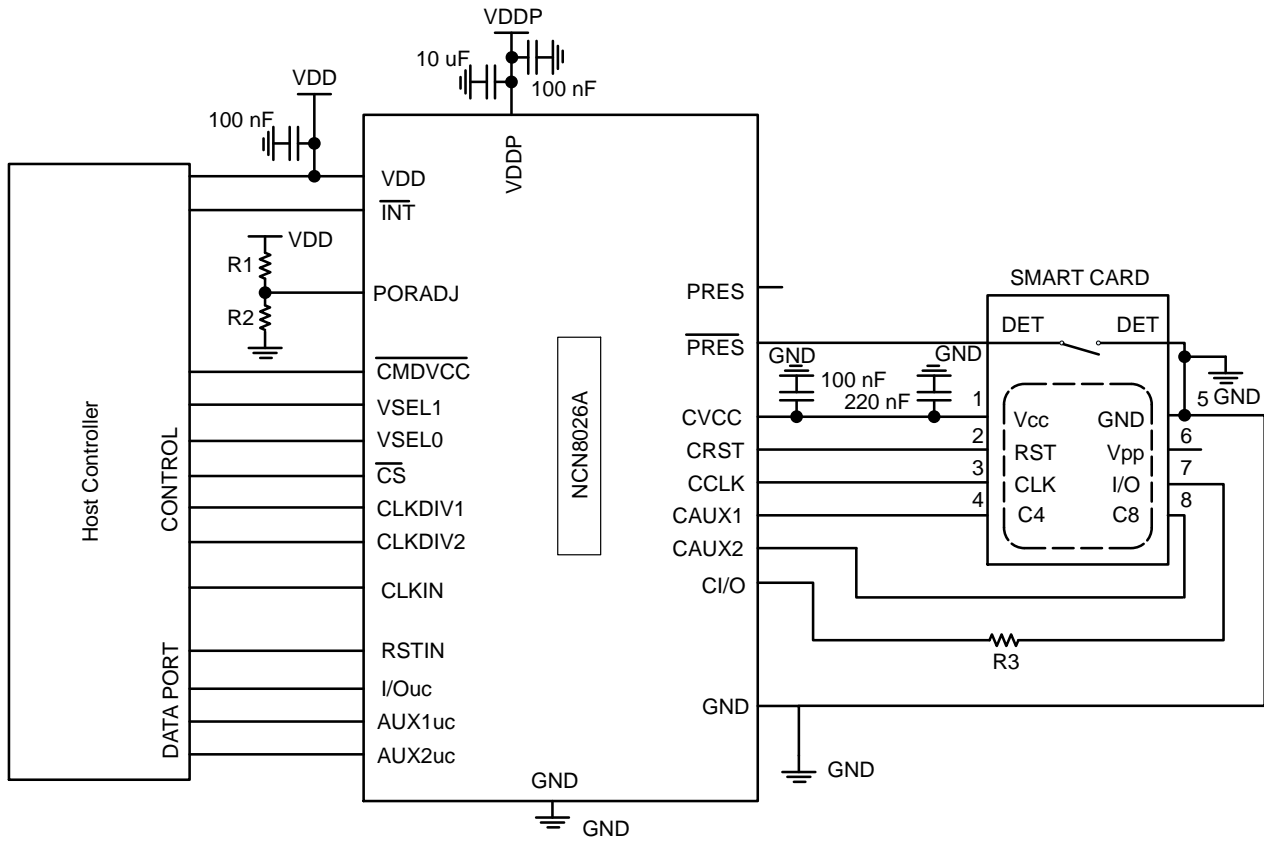 VDDP
10 uF
100 nF
VDD
100 nF
VDDP
VDD
INT
VDD
R1
R2
PORADJ
PRES
PRES
SMART CARD
DET DET
GND GND
100 nF
220 nF
GND
CMDVCC
VSEL1
VSEL0
CS
CLKDIV1
CLKDIV2
CLKIN
RSTIN
I/Ouc
AUX1uc
AUX2uc
Host Controller
CONTROL
DATA PORT
NCN8026A
CVCC
CRST
CCLK
CAUX1
CAUX2
CI/O
GND
1
2
3
4
Vcc GND
RST Vpp
CLK I/O
C4 C8
5
6
7
8
R3
GND
GND
GND